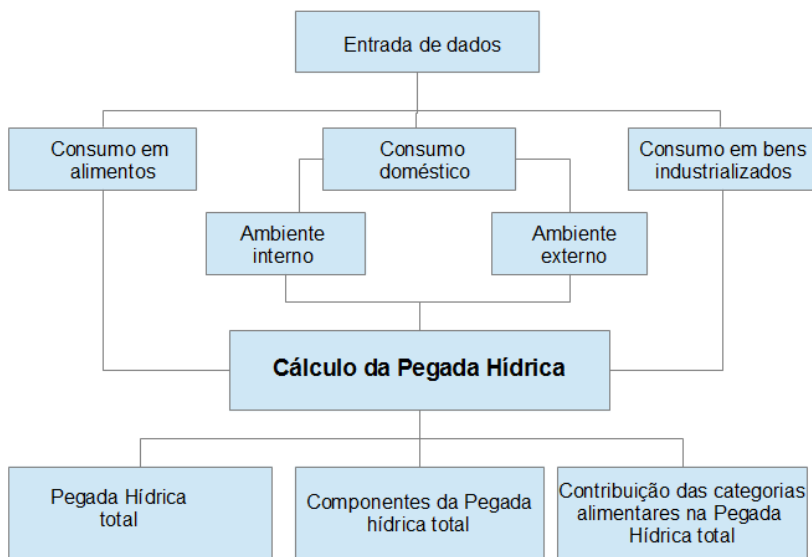 Entrada de dados
Consumo em
alimentos
Consumo
doméstico
Consumo em bens
industrializados
Ambiente
interno
Ambiente
externo
Cálculo da Pegada Hídrica
Pegada Hídrica
total
Componentes da Pegada
hídrica total
Contribuição das categorias
alimentares na Pegada
Hídrica total